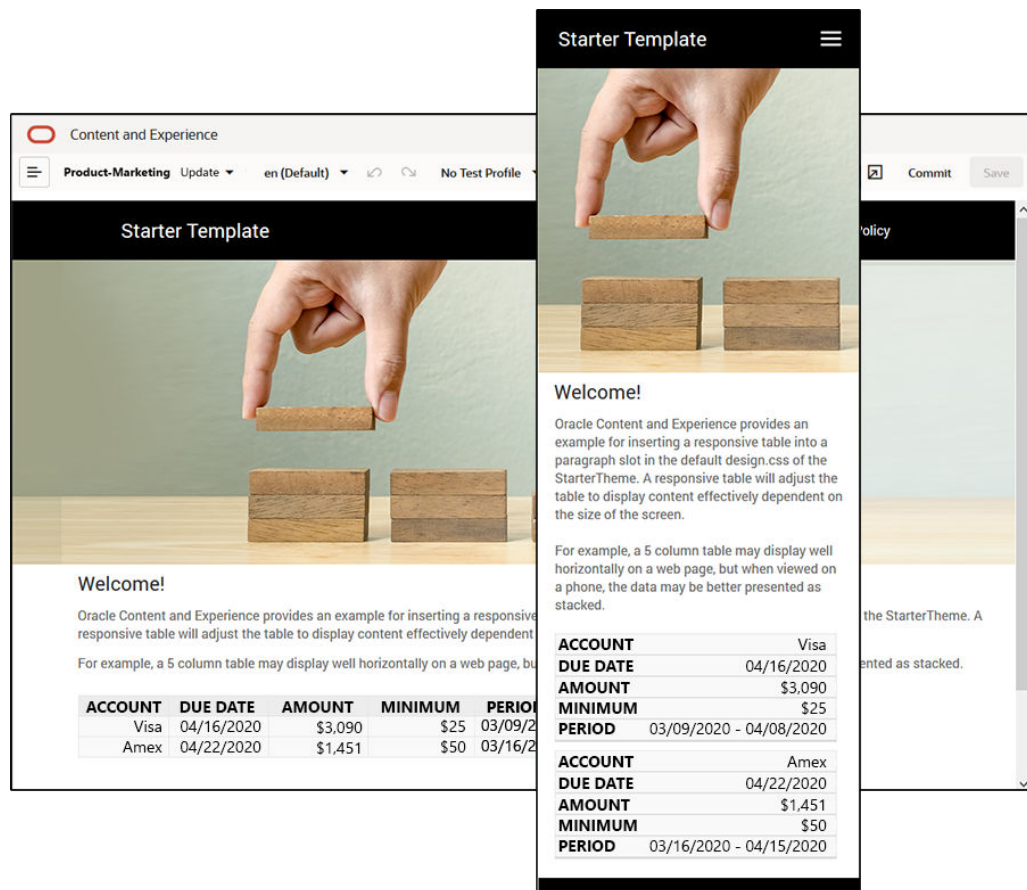 Content and Experience
Product-Marketing Update en (Default) No Test Profile Commit Save
Starter Template
Welcome!
Oracle Content and Experience provides an example for inserting a responsive the StarterTheme. A
responsive table will adjust the table to display content effectively dependent
For example, a 5 column table may display well horizontally on a web page, as stacked.
ACCOUNT DUE DATE AMOUNT MINIMUM
Visa 04/16/2020 $3,090 $25
Amex 04/22/2020 $1,451 $50
Starter Template
Welcome!
Oracle Content and Experience provides an
example for inserting a responsive table into a
paragraph slot in the default design.css of the
StarterTheme. A responsive table will adjust the
table to display content effectively dependent on
the size of the screen.
For example, a 5 column table may display well
horizontally on a web page, but when viewed on
a phone, the data may be better presented as
stacked.
ACCOUNT Visa
DUE DATE 04/16/2020
AMOUNT $3,090
MINIMUM $25
PERIOD 03/09/2020 - 04/08/2020
ACCOUNT Amex
DUE DATE 04/22/2020
AMOUNT $1,451
MINIMUM $50
PERIOD 03/16/2020 - 04/15/2020